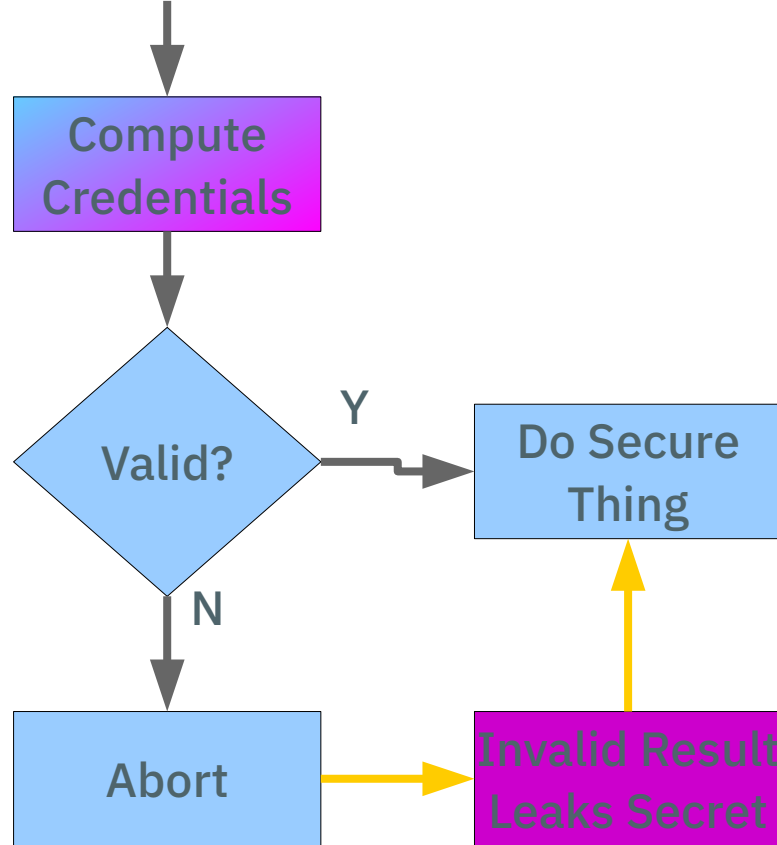 Compute
Credentials
Valid?
Y
Do Secure
Thing
N
Abort
Invalid Result
Leaks Secret